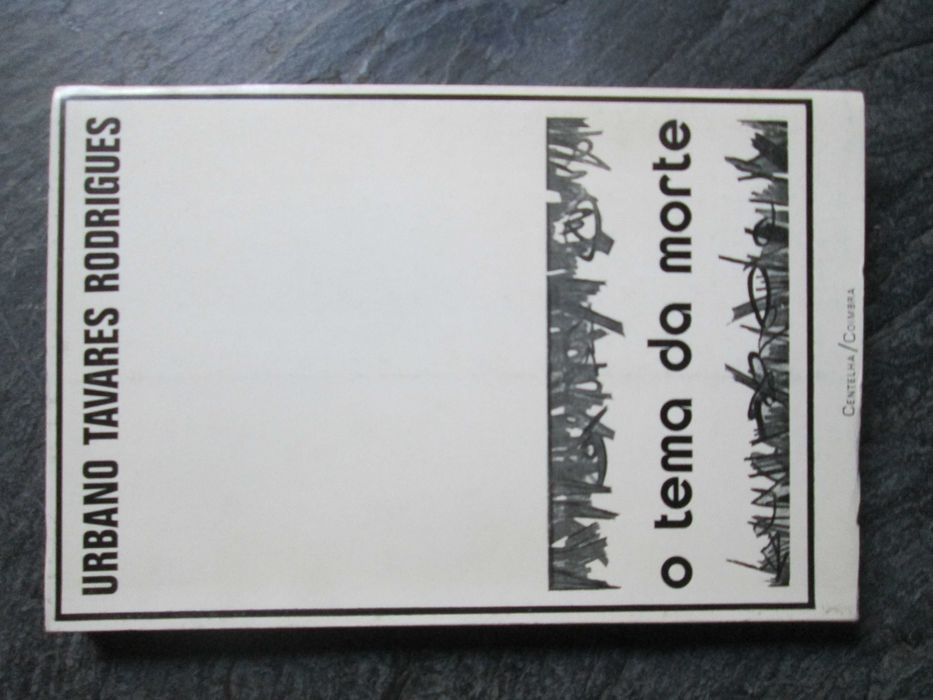 URBANO TAVARES RODRIGUES
o tema da morte
CENTELHA/COIMBRA